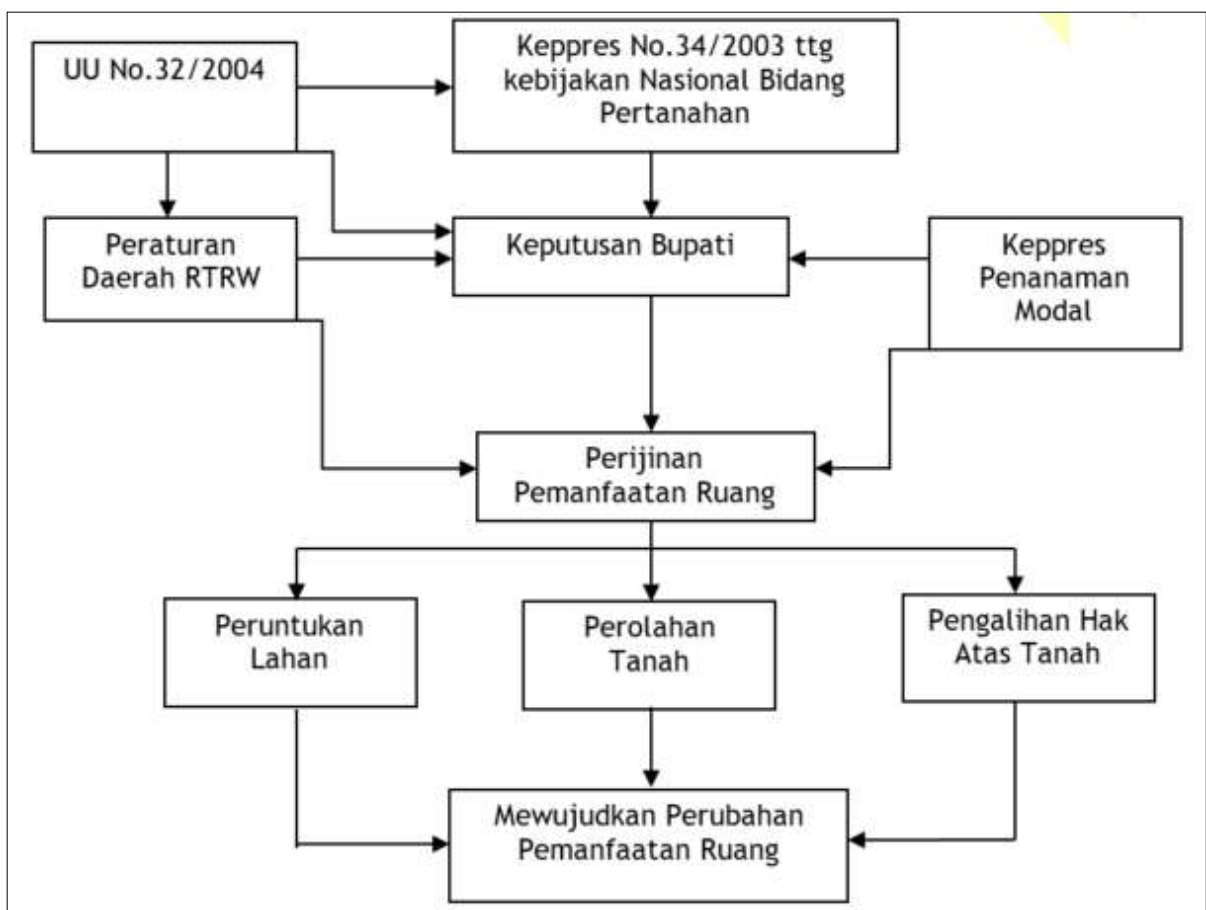 UU No.32/2004
Keppres No.34/2003 ttg
kebijakan Nasional Bidang
Pertanahan
Peraturan
Daerah RTRW
Keputusan Bupati
Keppres
Penanaman
Modal
Perijinan
Pemanfaatan Ruang
Peruntukan
Lahan
Perolahan
Tanah
Pengalihan Hak
Atas Tanah
Mewujudkan Perubahan
Pemanfaatan Ruang